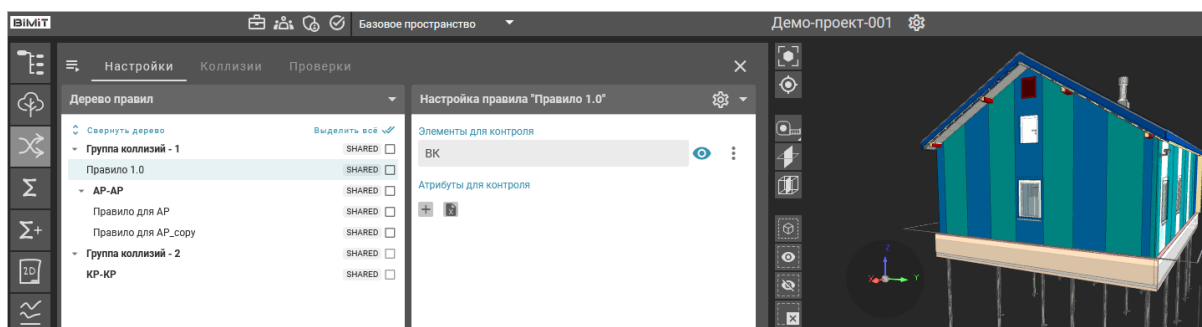 BIMIT Базовое пространство Демо-проект-001
Настройки Коллизии Проверки
Дерево правил
Свернуть дерево Выделить всё
Группа коллизий - 1 SHARED
Правило 1.0 SHARED
АР-АР SHARED
Правило для АР SHARED
Правило для АР_copy SHARED
Группа коллизий - 2 SHARED
КР-КР SHARED
Настройка правила "Правило 1.0"
Элементы для контроля
ВК
Атрибуты для контроля
Σ
Σ+
2D
Z
X
Y